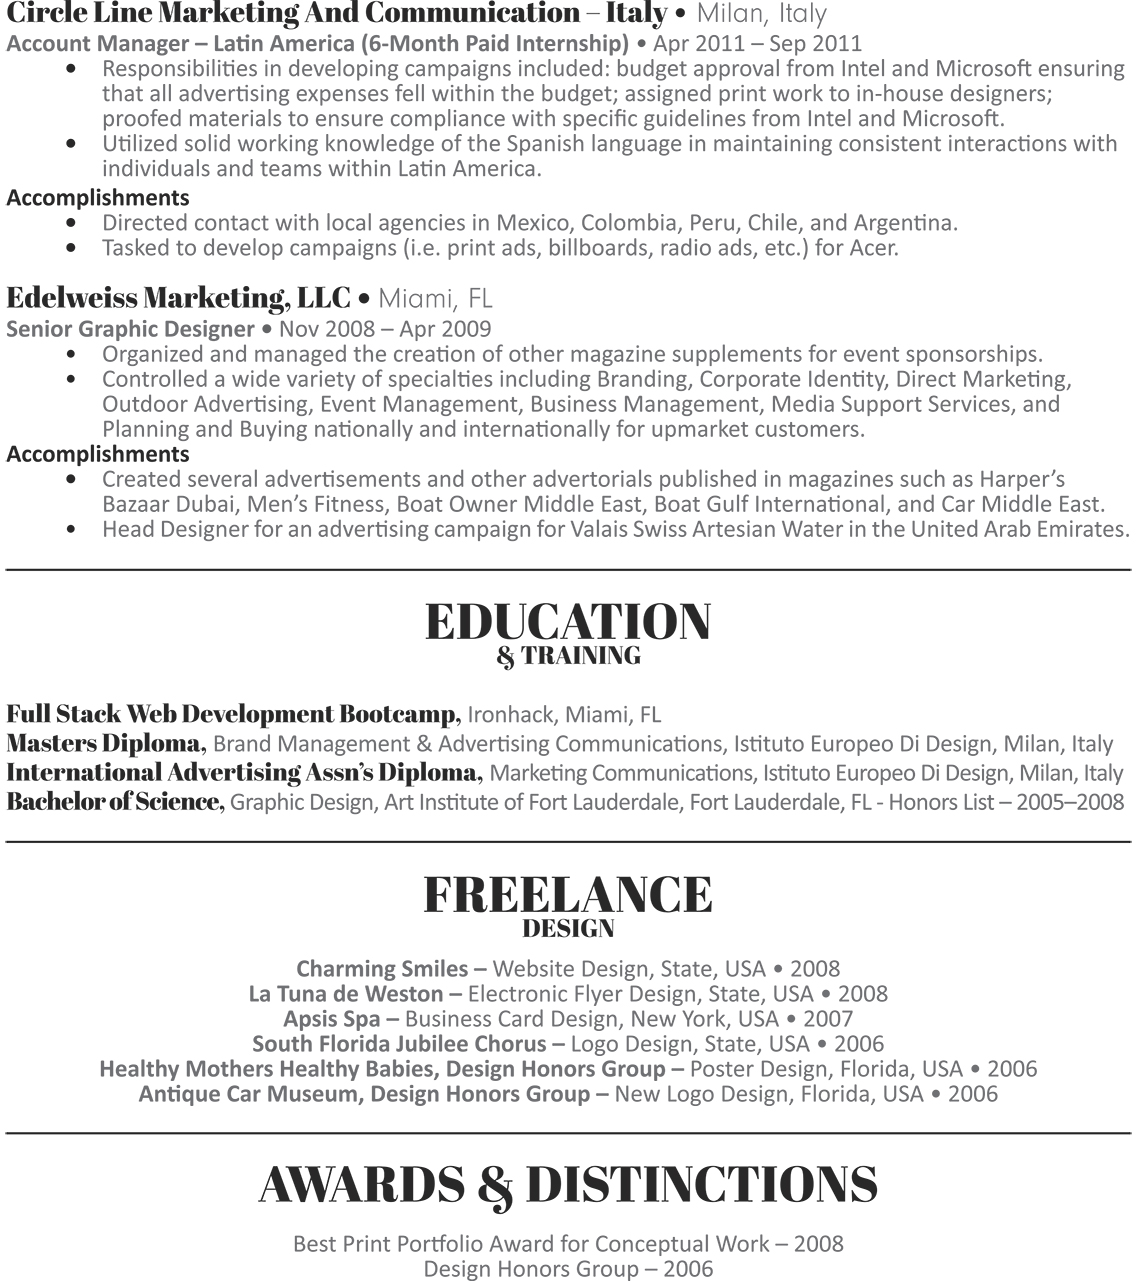 Circle Line Marketing And Communication – Italy • Milan, Italy
Account Manager – Latin America (6-Month Paid Internship) • Apr 2011 – Sep 2011
• Responsibilities in developing campaigns included: budget approval from Intel and Microsoft ensuring
that all advertising expenses fell within the budget; assigned print work to in-house designers;
proofed materials to ensure compliance with specific guidelines from Intel and Microsoft.
• Utilized solid working knowledge of the Spanish language in maintaining consistent interactions with
individuals and teams within Latin America.
Accomplishments
• Directed contact with local agencies in Mexico, Colombia, Peru, Chile, and Argentina.
• Tasked to develop campaigns (i.e. print ads, billboards, radio ads, etc.) for Acer.
Edelweiss Marketing, LLC • Miami, FL
Senior Graphic Designer • Nov 2008 – Apr 2009
• Organized and managed the creation of other magazine supplements for event sponsorships.
• Controlled a wide variety of specialties including Branding, Corporate Identity, Direct Marketing,
Outdoor Advertising, Event Management, Business Management, Media Support Services, and
Planning and Buying nationally and internationally for upmarket customers.
Accomplishments
• Created several advertisements and other advertorials published in magazines such as Harper’s
Bazaar Dubai, Men’s Fitness, Boat Owner Middle East, Boat Gulf International, and Car Middle East.
• Head Designer for an advertising campaign for Valais Swiss Artesian Water in the United Arab Emirates.
EDUCATION
& TRAINING
Full Stack Web Development Bootcamp, Ironhack, Miami, FL
Masters Diploma, Brand Management & Advertising Communications, Istituto Europeo Di Design, Milan, Italy
International Advertising Assn’s Diploma, Marketing Communications, Istituto Europeo Di Design, Milan, Italy
Bachelor of Science, Graphic Design, Art Institute of Fort Lauderdale, Fort Lauderdale, FL - Honors List – 2005–2008
FREELANCE
DESIGN
Charming Smiles – Website Design, State, USA • 2008
La Tuna de Weston – Electronic Flyer Design, State, USA • 2008
Apsis Spa – Business Card Design, New York, USA • 2007
South Florida Jubilee Chorus – Logo Design, State, USA • 2006
Healthy Mothers Healthy Babies, Design Honors Group – Poster Design, Florida, USA • 2006
Antique Car Museum, Design Honors Group – New Logo Design, Florida, USA • 2006
AWARDS & DISTINCTIONS
Best Print Portfolio Award for Conceptual Work – 2008
Design Honors Group – 2006